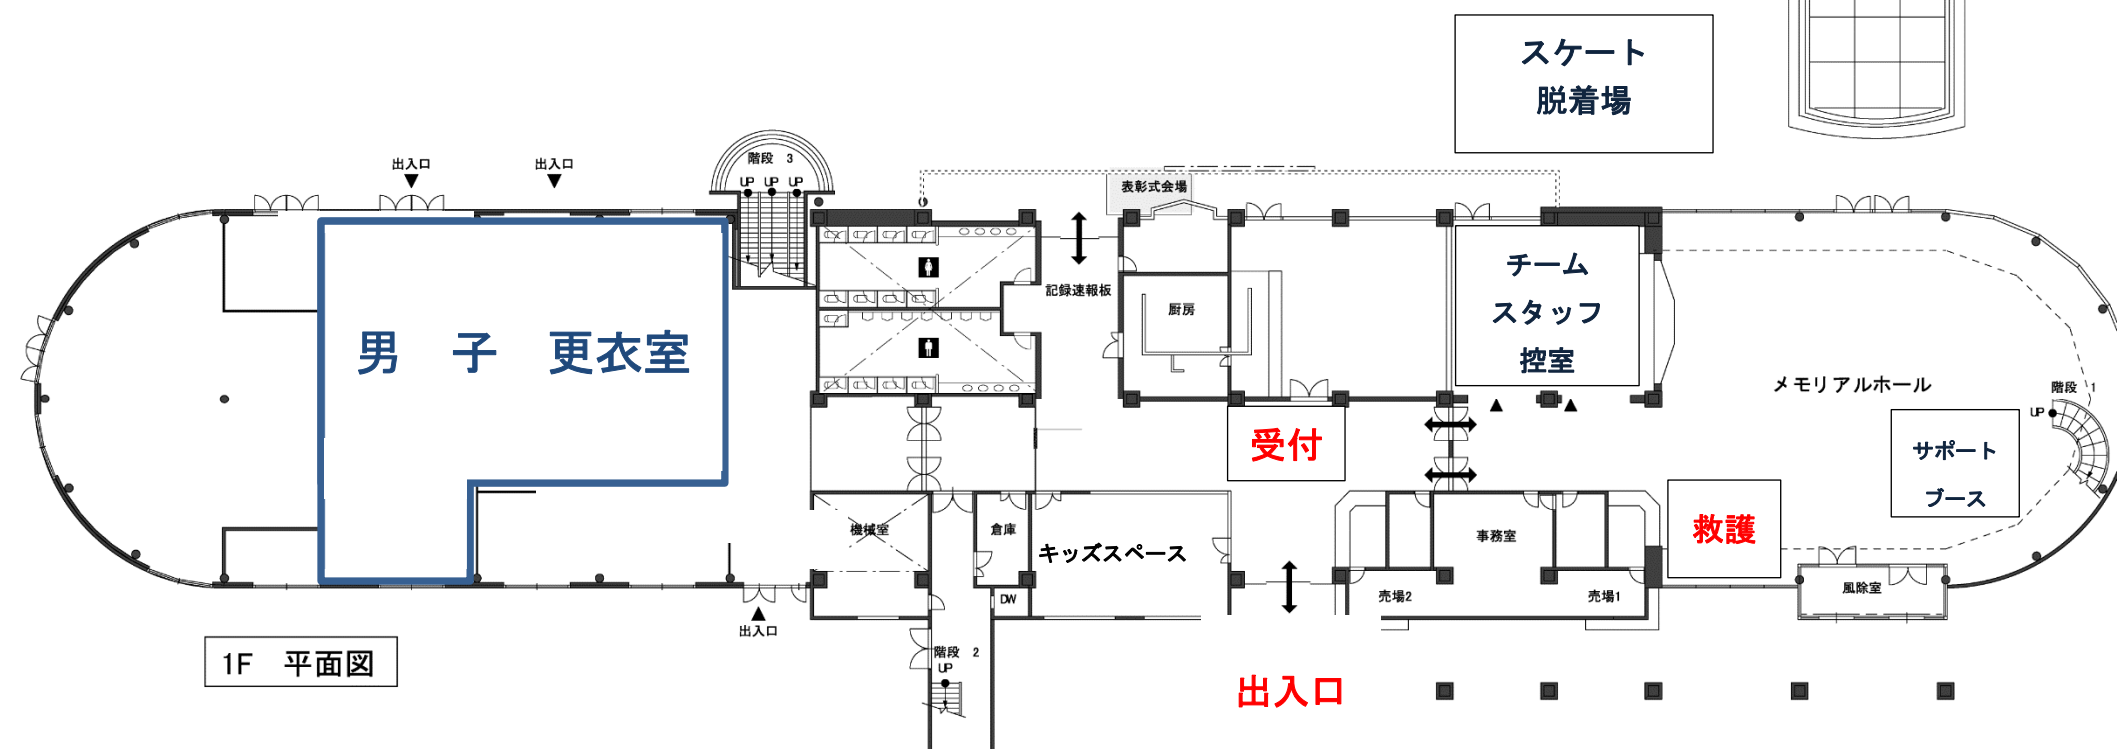 スケート
脱着場
出入口
出入口
階段 3
UP UP UP
表彰式会場
記録速報板
厨房
チーム
スタッフ
控室
男 子 更衣室
メモリアルホール
階段 1
UP
受付
サポート
ブース
救護
機械室
倉庫
キッズスペース
事務室
DW
売場2
売場1
風除室
出入口
1F 平面図
階段 2
UP
出入口